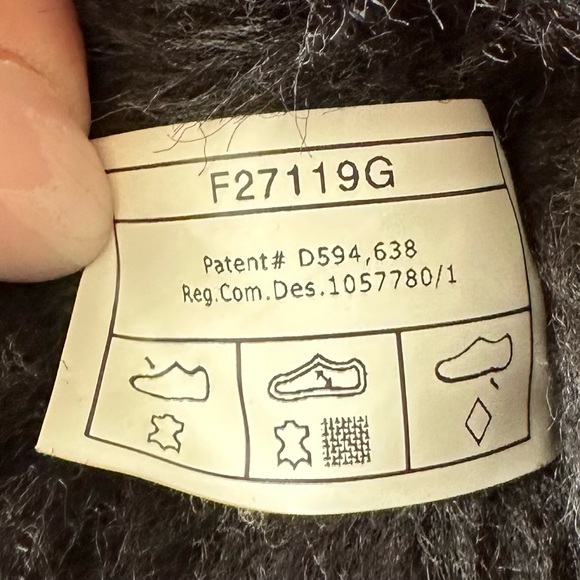 F27119G
Patent# D594,638
Reg.Com.Des.1057780/1